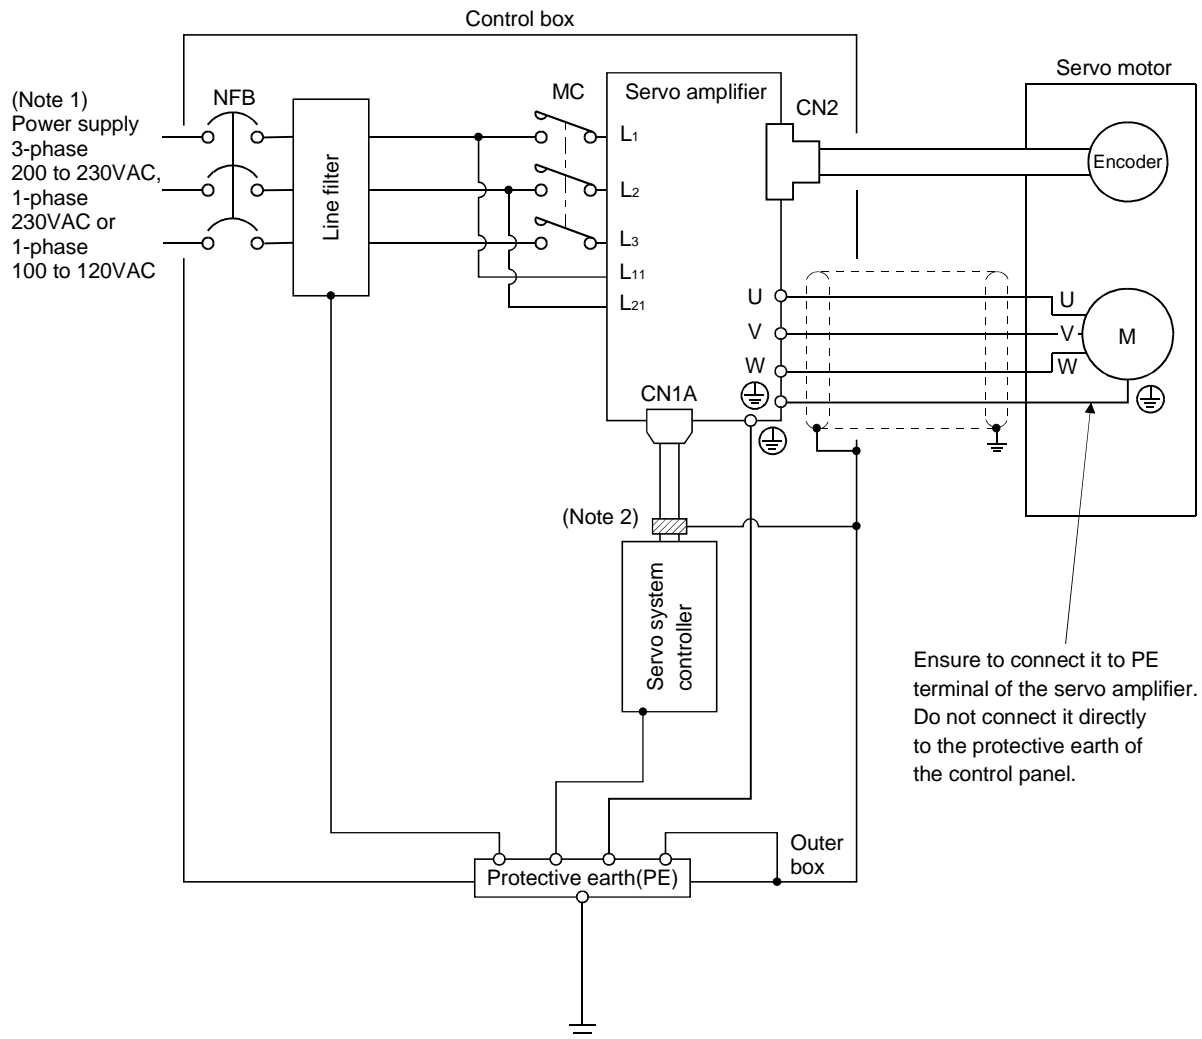 Control box
Servo motor
(Note 1)
Power supply
3-phase
200 to 230VAC,
1-phase
230VAC or
1-phase
100 to 120VAC
NFB
Line filter
MC
Servo amplifier
CN2
L1
L2
L3
L11
L21
Encoder
U
V
W
U
V
W
M
CN1A
(Note 2)
Servo system
controller
Ensure to connect it to PE
terminal of the servo amplifier.
Do not connect it directly
to the protective earth of
the control panel.
Outer
box
Protective earth(PE)